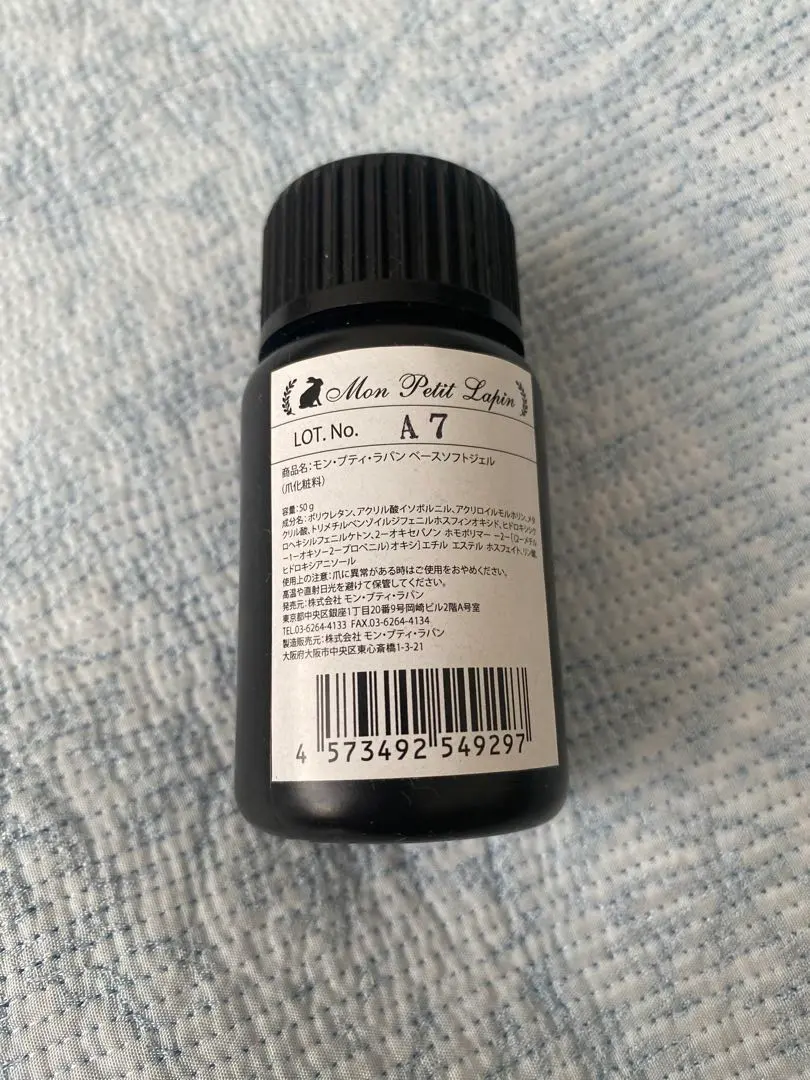 Mon Petit Lapin
LOT. No. A7
商品名:モン・プティ・ラパン ベースソフトジェル
(爪化粧料)
容量:50g
成分名:ポリウレタン、アクリル酸イソボルニル、アクリロイルモルホリン、メタ
クリル酸、トリメチルベンゾイルジフェニルホスフィンオキシド、ヒドロキシシク
ロヘキシルフェニルケトン、2-オキセパノン ホモポリマー -2-[(2-メチル
-1-オキソ-2-プロペニル)オキシ]エチル エステル ホスフェイト、リン酸、
ヒドロキシアニソール
使用上の注意:爪に異常がある時はご使用をおやめください。
高温や直射日光を避けて保管してください。
発売元:株式会社 モン・プティ・ラパン
東京都中央区銀座1丁目20番9号岡崎ビル2階A号室
TEL.03-6264-4133 FAX.03-6264-4134
製造販売元:株式会社 モン・プティ・ラパン
大阪府大阪市中央区東心斎橋1-3-21
4 573492 549297